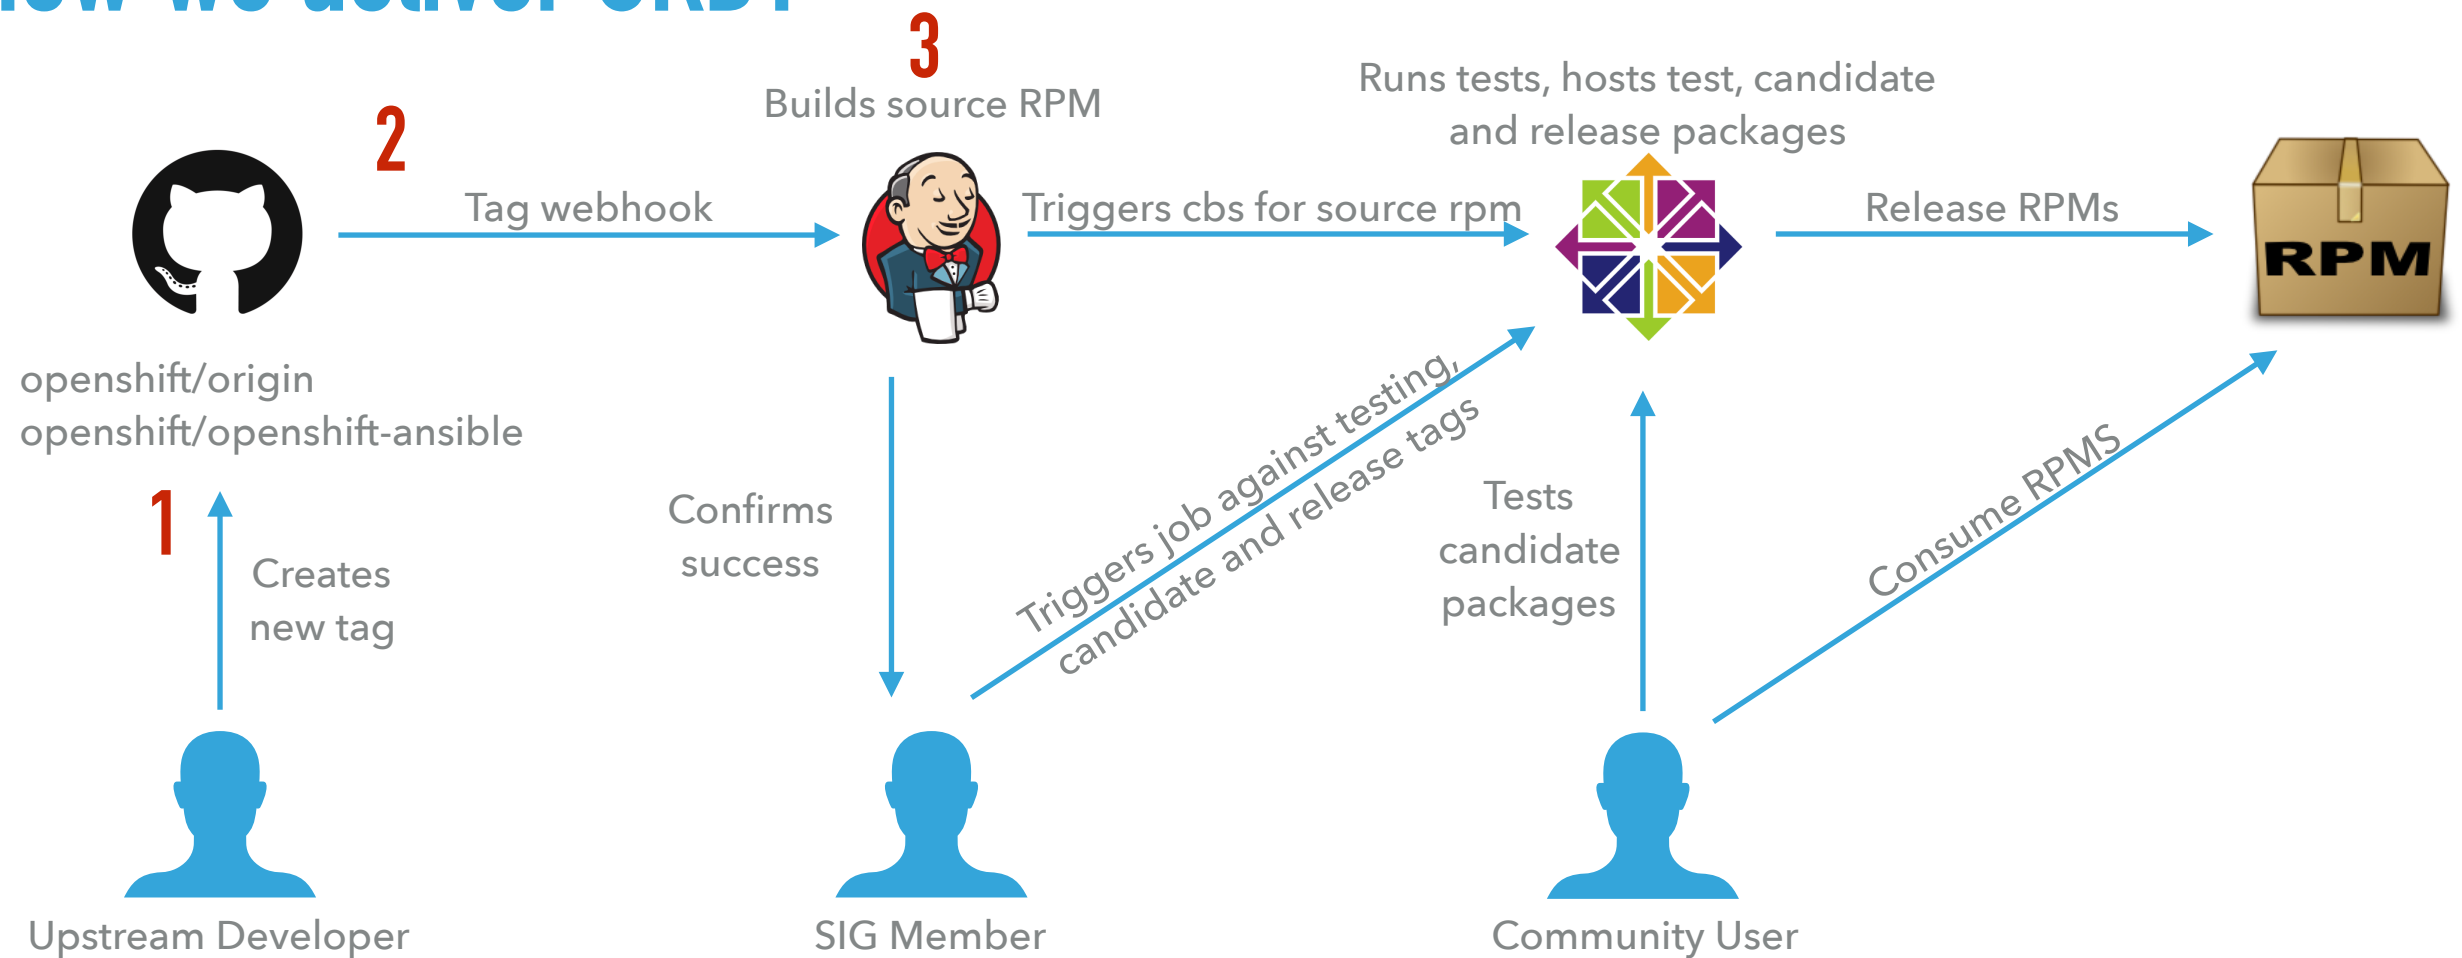 3
Builds source RPM
Runs tests, hosts test, candidate
and release packages
2
Tag webhook
Triggers cbs for source rpm
Release RPMs
RPM
openshift/origin
openshift/openshift-ansible
1
Creates
new tag
Confirms
success
Triggers job against testing,
candidate and release tags
Tests
candidate
packages
Consume RPMS
Upstream Developer
SIG Member
Community User